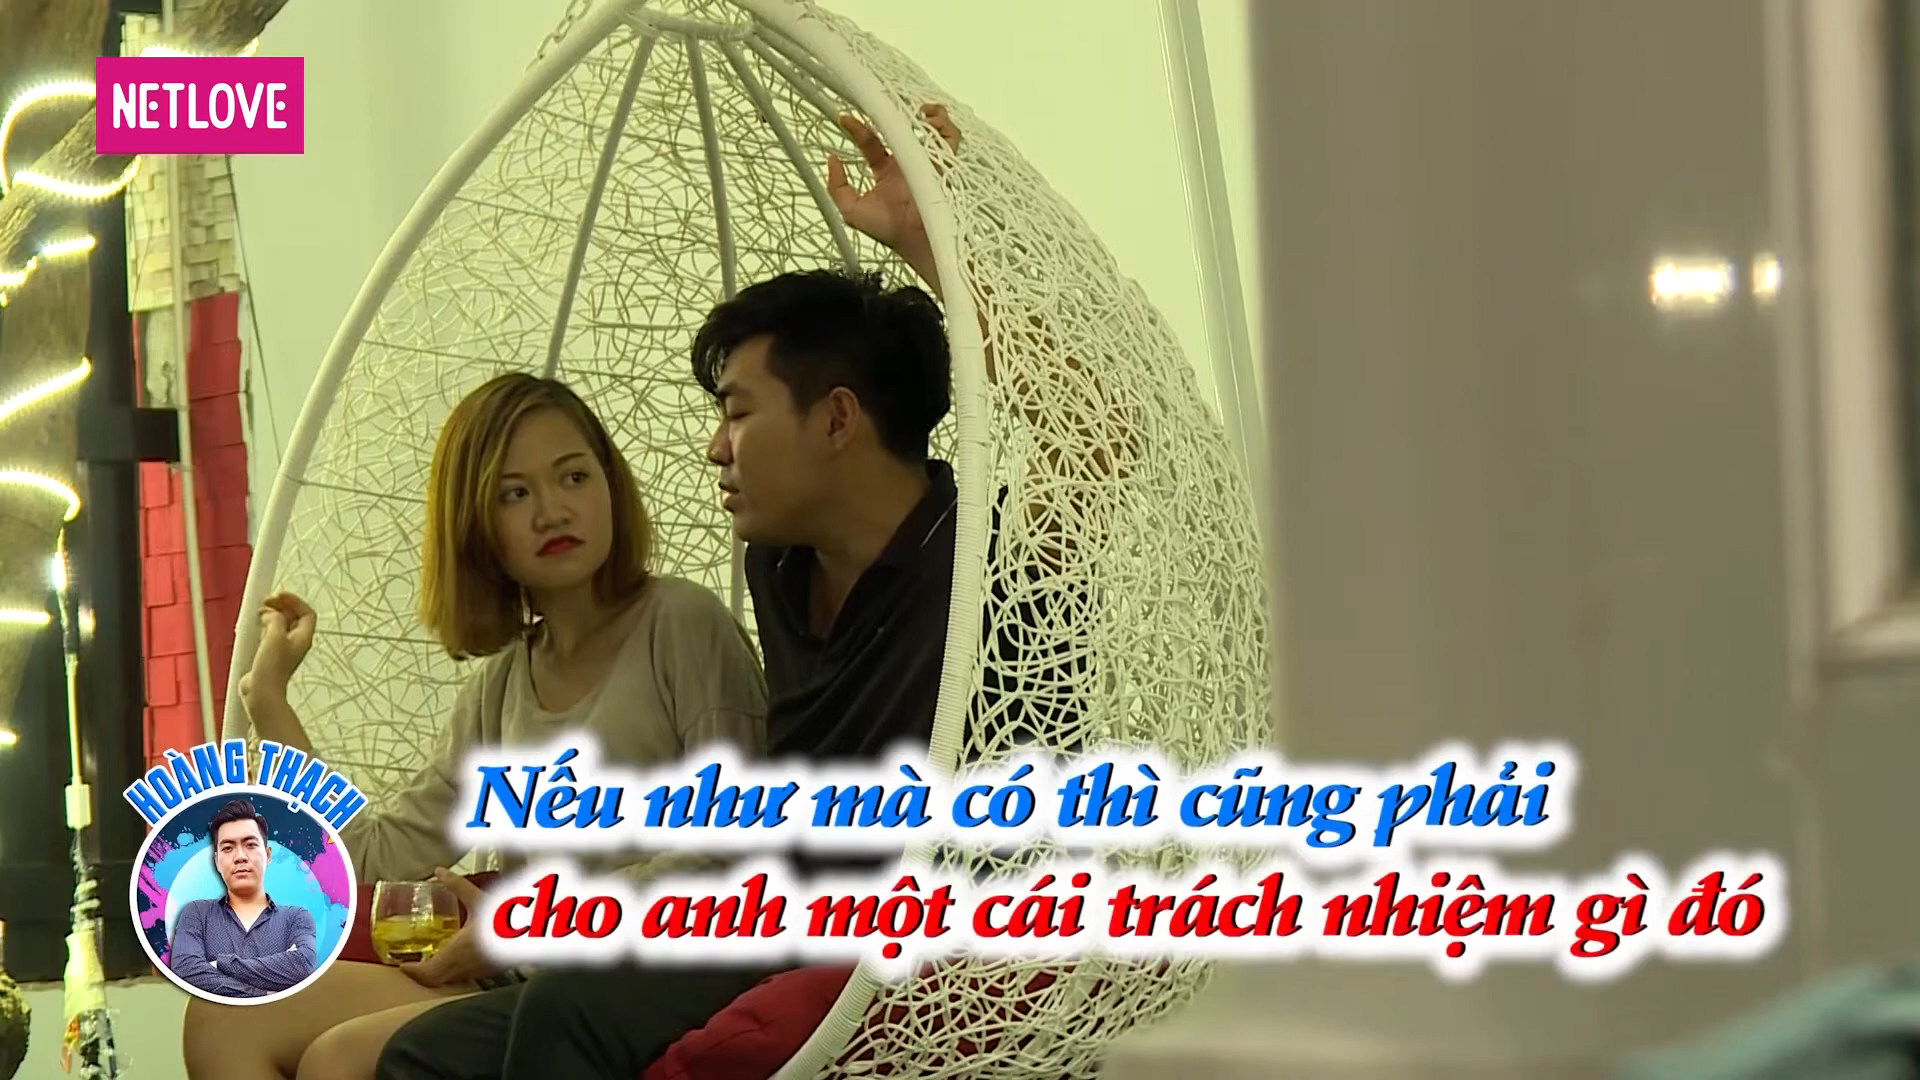 NETLOVE
HOÀNG THẠCH
Nếu như mà có thì cũng phải
cho anh một cái trách nhiệm gì đó